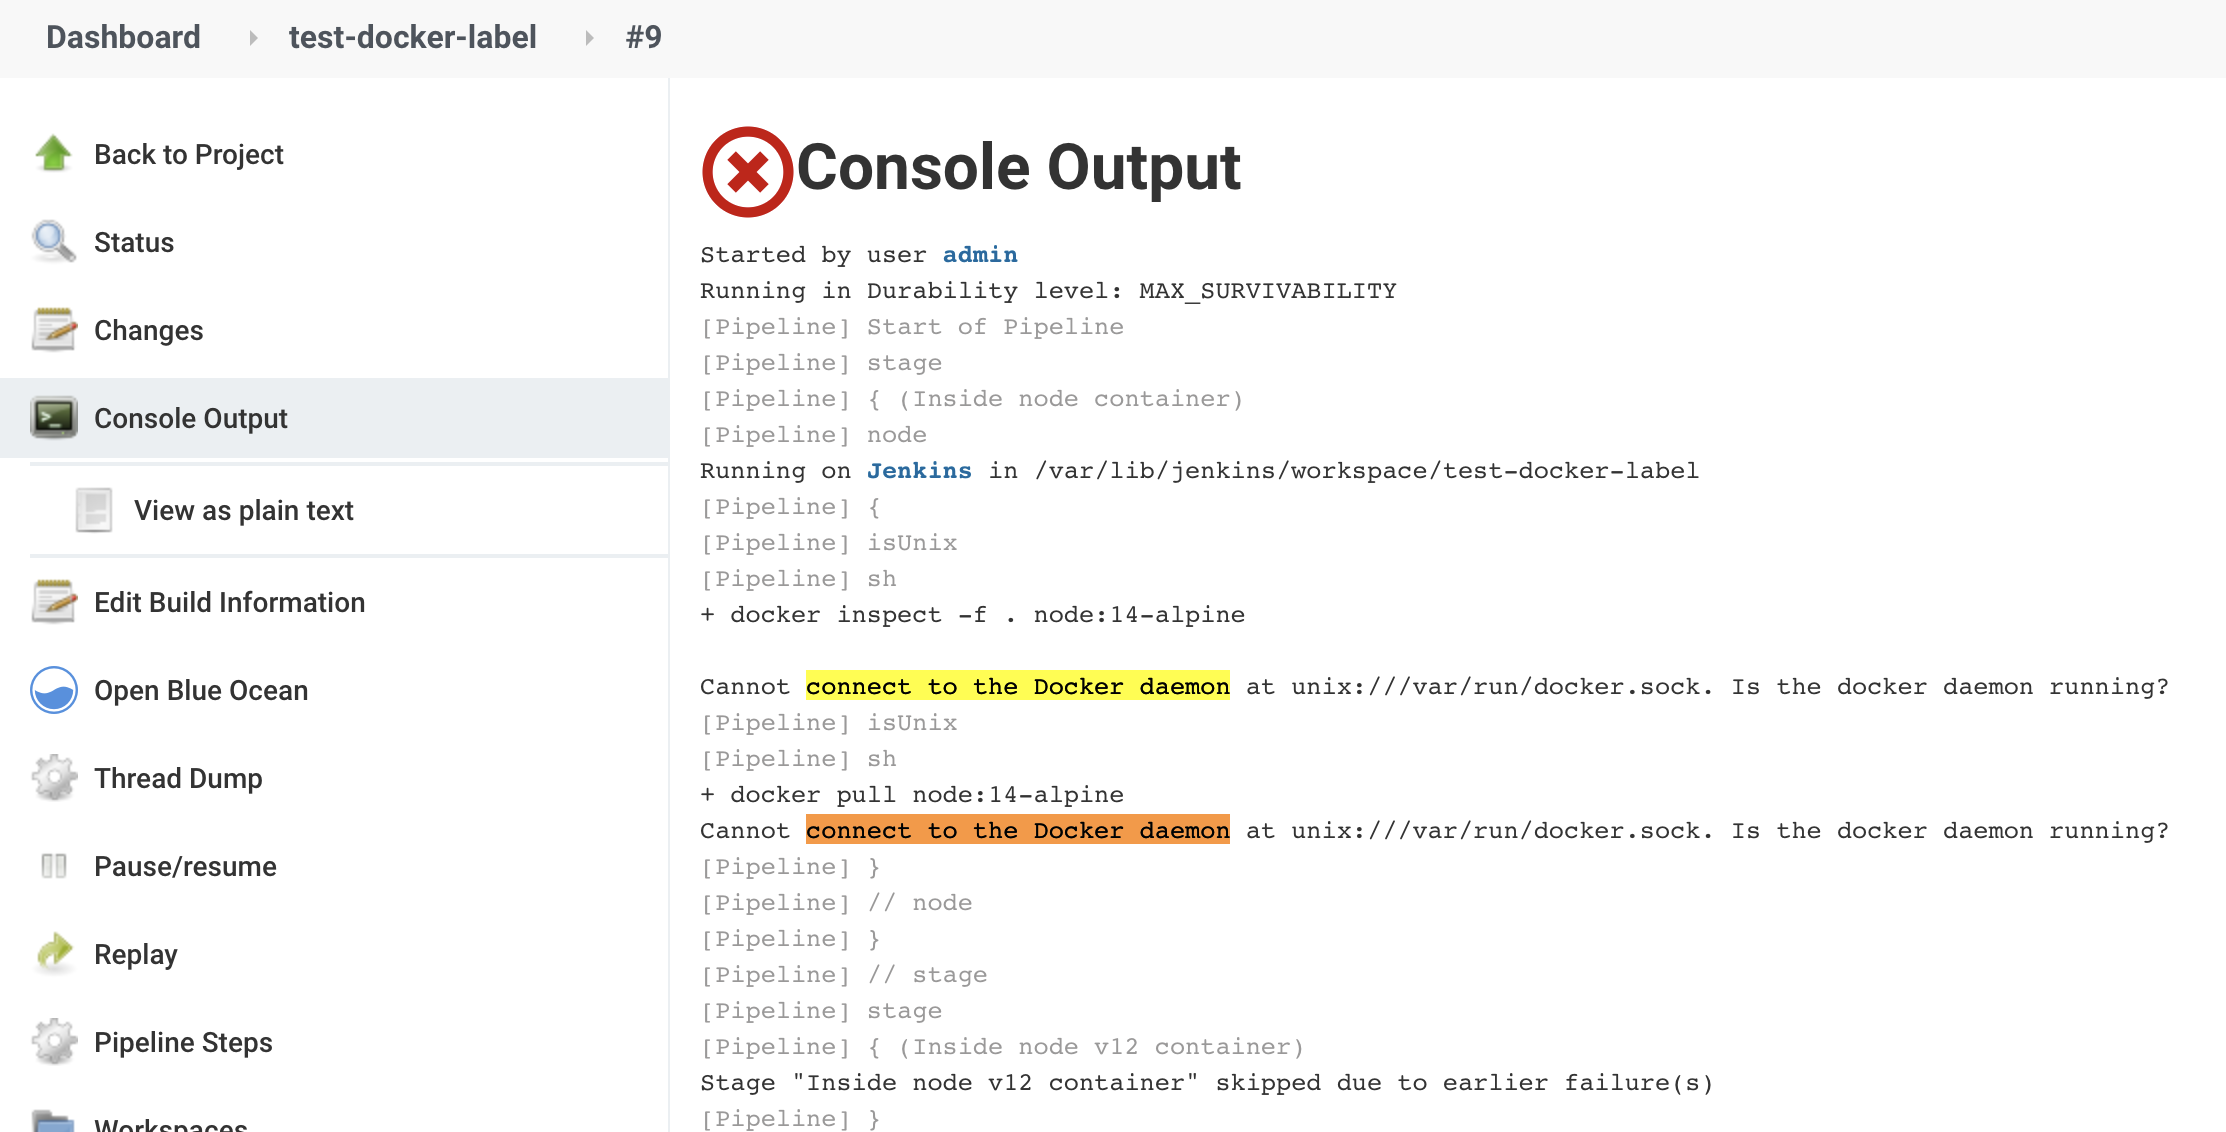 Dashboard
test-docker-label
#9
Back to Project
Status
Changes
Console Output
View as plain text
Edit Build Information
Open Blue Ocean
Thread Dump
Pause/resume
Replay
Pipeline Steps
Workspaces
Console Output
Started by user admin
Running in Durability level: MAX_SURVIVABILITY
[Pipeline] Start of Pipeline
[Pipeline] stage
[Pipeline] { (Inside node container)
[Pipeline] node
Running on Jenkins in /var/lib/jenkins/workspace/test-docker-label
[Pipeline] {
[Pipeline] isUnix
[Pipeline] sh
+ docker inspect -f . node:14-alpine
Cannot connect to the Docker daemon at unix:///var/run/docker.sock. Is the docker daemon running?
[Pipeline] isUnix
[Pipeline] sh
+ docker pull node:14-alpine
Cannot connect to the Docker daemon at unix:///var/run/docker.sock. Is the docker daemon running?
[Pipeline] }
[Pipeline] // node
[Pipeline] }
[Pipeline] // stage
[Pipeline] stage
[Pipeline] { (Inside node v12 container)
Stage "Inside node v12 container" skipped due to earlier failure(s)
[Pipeline] }